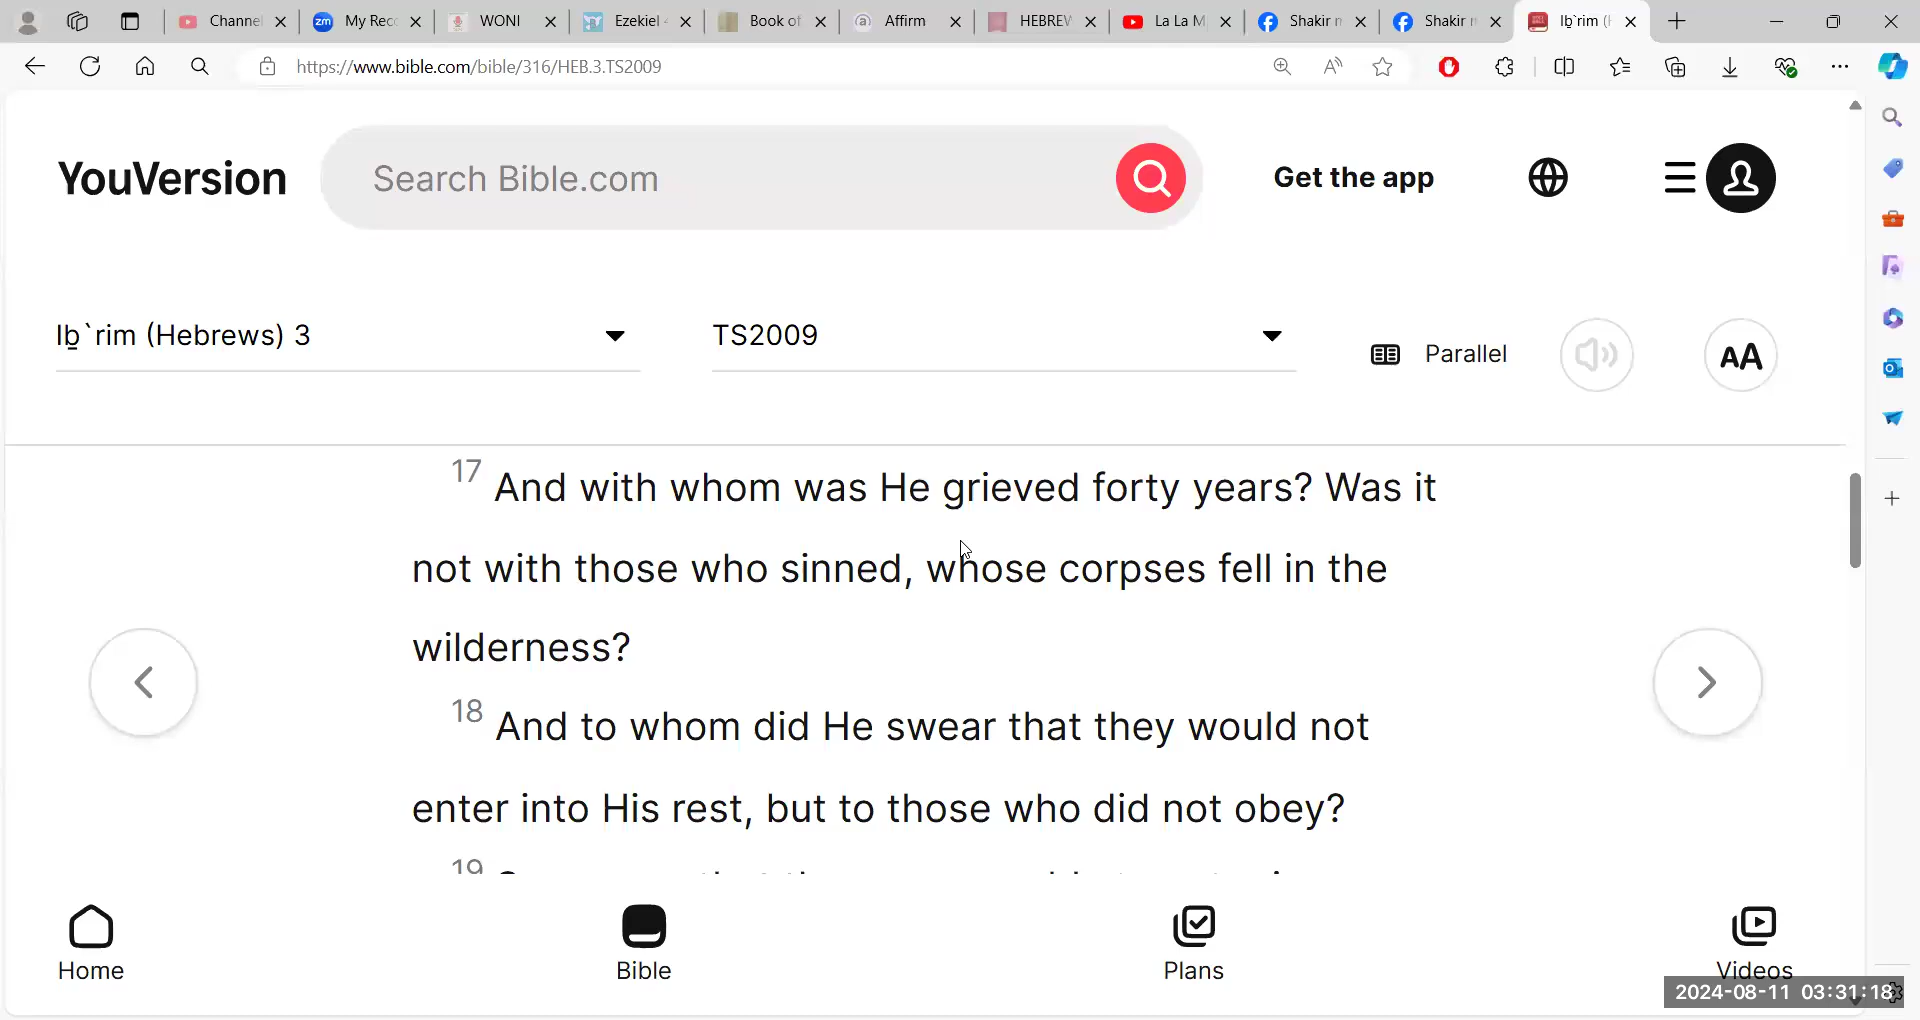 Channel
My Rec
WONI
Ezekiel
Book of
Affirm
HEBREW
La La M
Shakir
Shakir
Iḇ`rim (
https://www.bible.com/bible/316/HEB.3.TS2009
YouVersion
Search Bible.com
Get the app
Iḇ`rim (Hebrews) 3
TS2009
Parallel
AA
17 And with whom was He grieved forty years? Was it
not with those who sinned, whose corpses fell in the
wilderness?
18 And to whom did He swear that they would not
enter into His rest, but to those who did not obey?
19
Home
Bible
Plans
Videos
2024-08-11 03:31:18